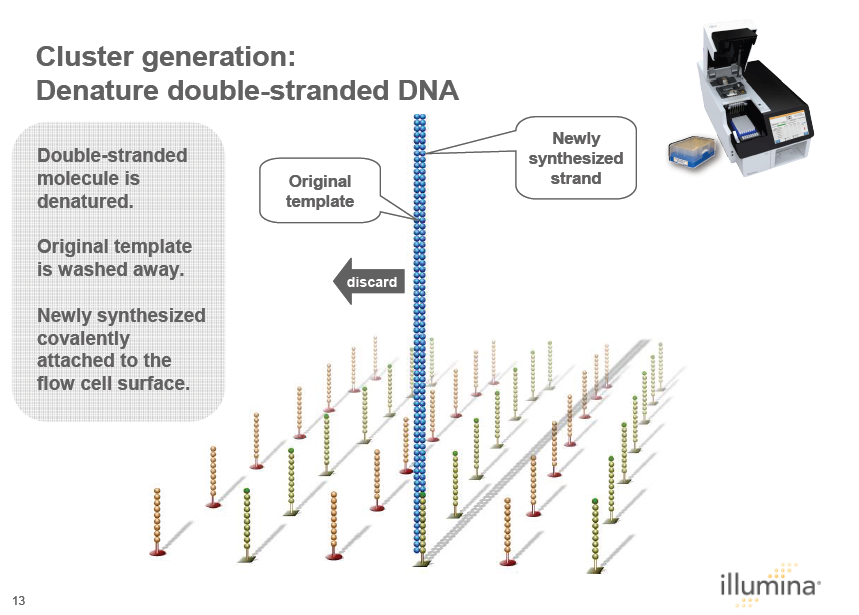 Cluster generation:
Denature double-stranded DNA
Double-stranded
molecule is
denatured.
Original template
is washed away.
Newly synthesized
covalently
attached to the
flow cell surface.
Original
template
Newly
synthesized
strand
discard
13
illumina